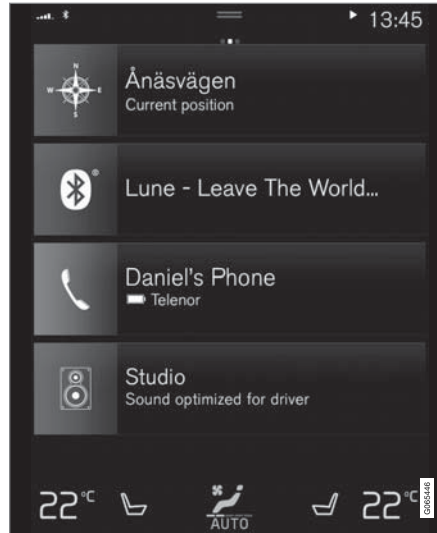 13:45
N
W E
S
Ånäsvägen
Current position
Lune - Leave The World...
Daniel's Phone
Telenor
Studio
Sound optimized for driver
22°C
AUTO
22°C
G065446